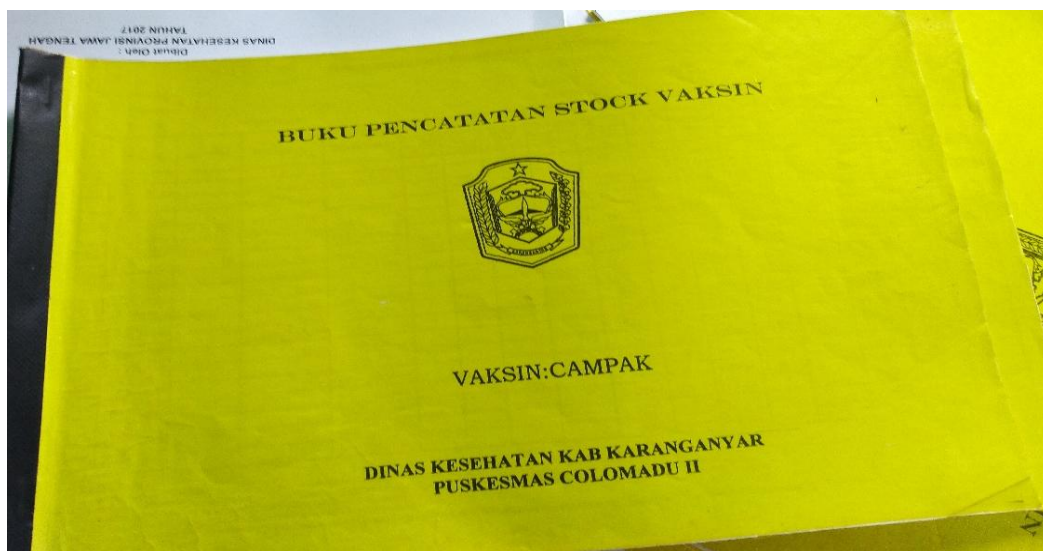 Dibuat Oleh :
DINAS KESEHATAN PROVINSI JAWA TENGAH
TAHUN 2017
BUKU PENCATATAN STOCK VAKSIN
VAKSIN:CAMPAK
DINAS KESEHATAN KAB KARANGANYAR
PUSKESMAS COLOMADU II